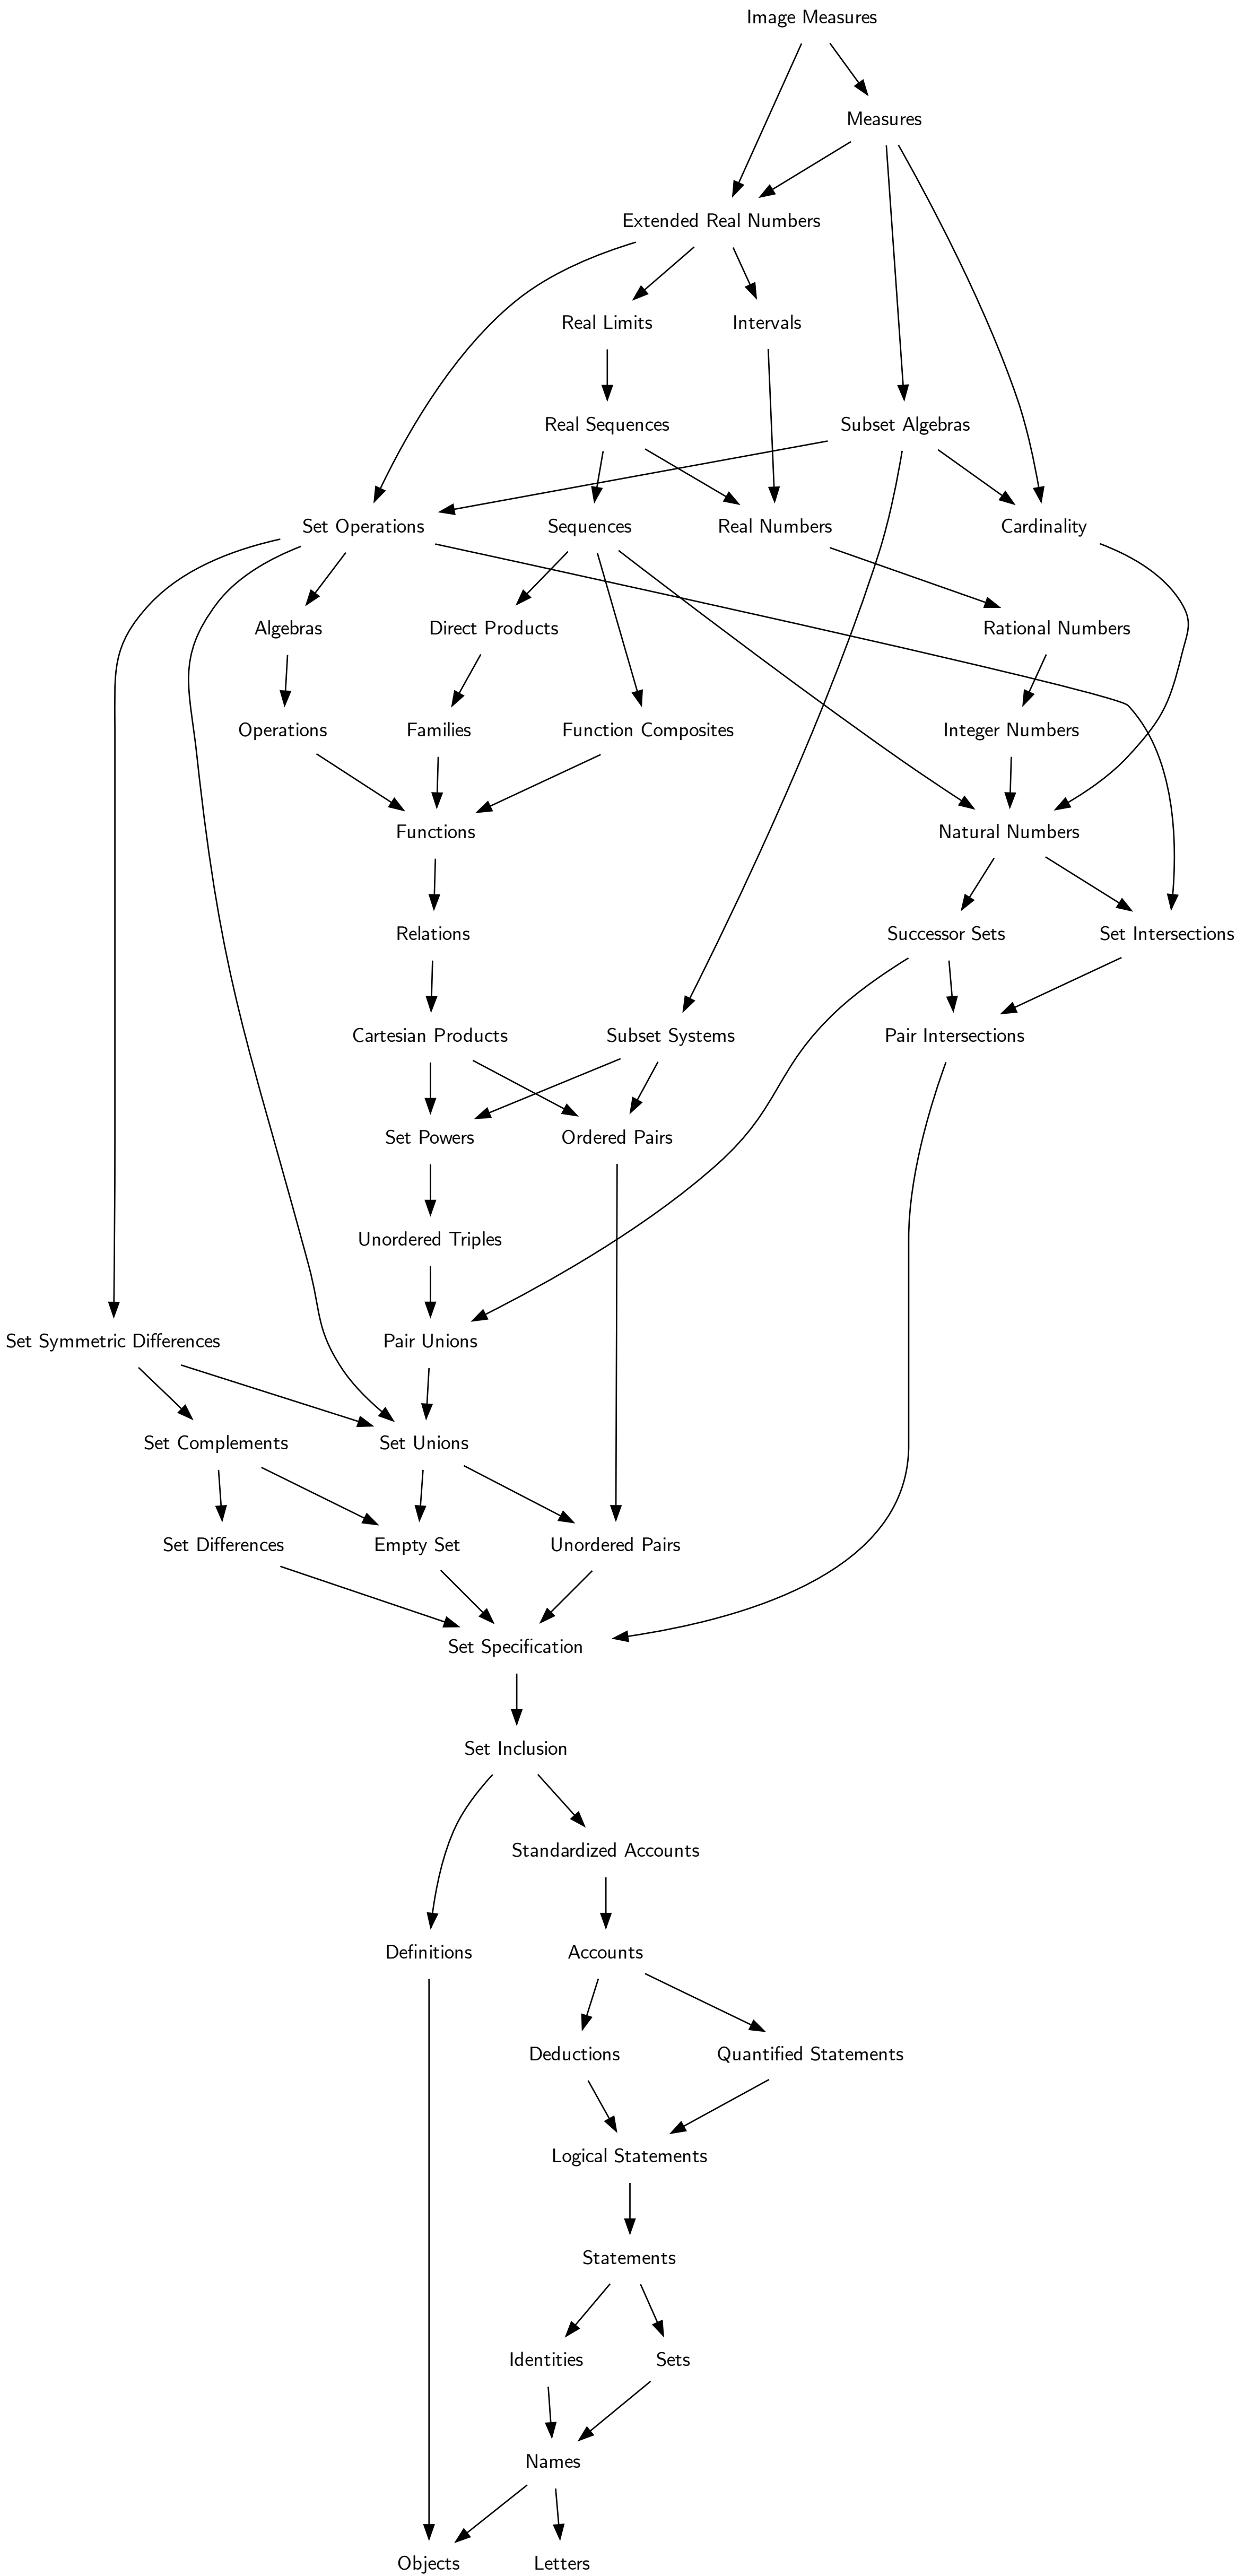 Image Measures
Measures
Extended Real Numbers
Real Limits
Intervals
Real Sequences
Subset Algebras
Set Operations
Sequences
Real Numbers
Cardinality
Algebras
Direct Products
Rational Numbers
Operations
Families
Function Composites
Integer Numbers
Functions
Natural Numbers
Relations
Successor Sets
Set Intersections
Cartesian Products
Subset Systems
Pair Intersections
Set Powers
Ordered Pairs
Unordered Triples
Set Symmetric Differences
Pair Unions
Set Complements
Set Unions
Set Differences
Empty Set
Unordered Pairs
Set Specification
Set Inclusion
Standardized Accounts
Definitions
Accounts
Deductions
Quantified Statements
Logical Statements
Statements
Identities
Sets
Names
Objects
Letters